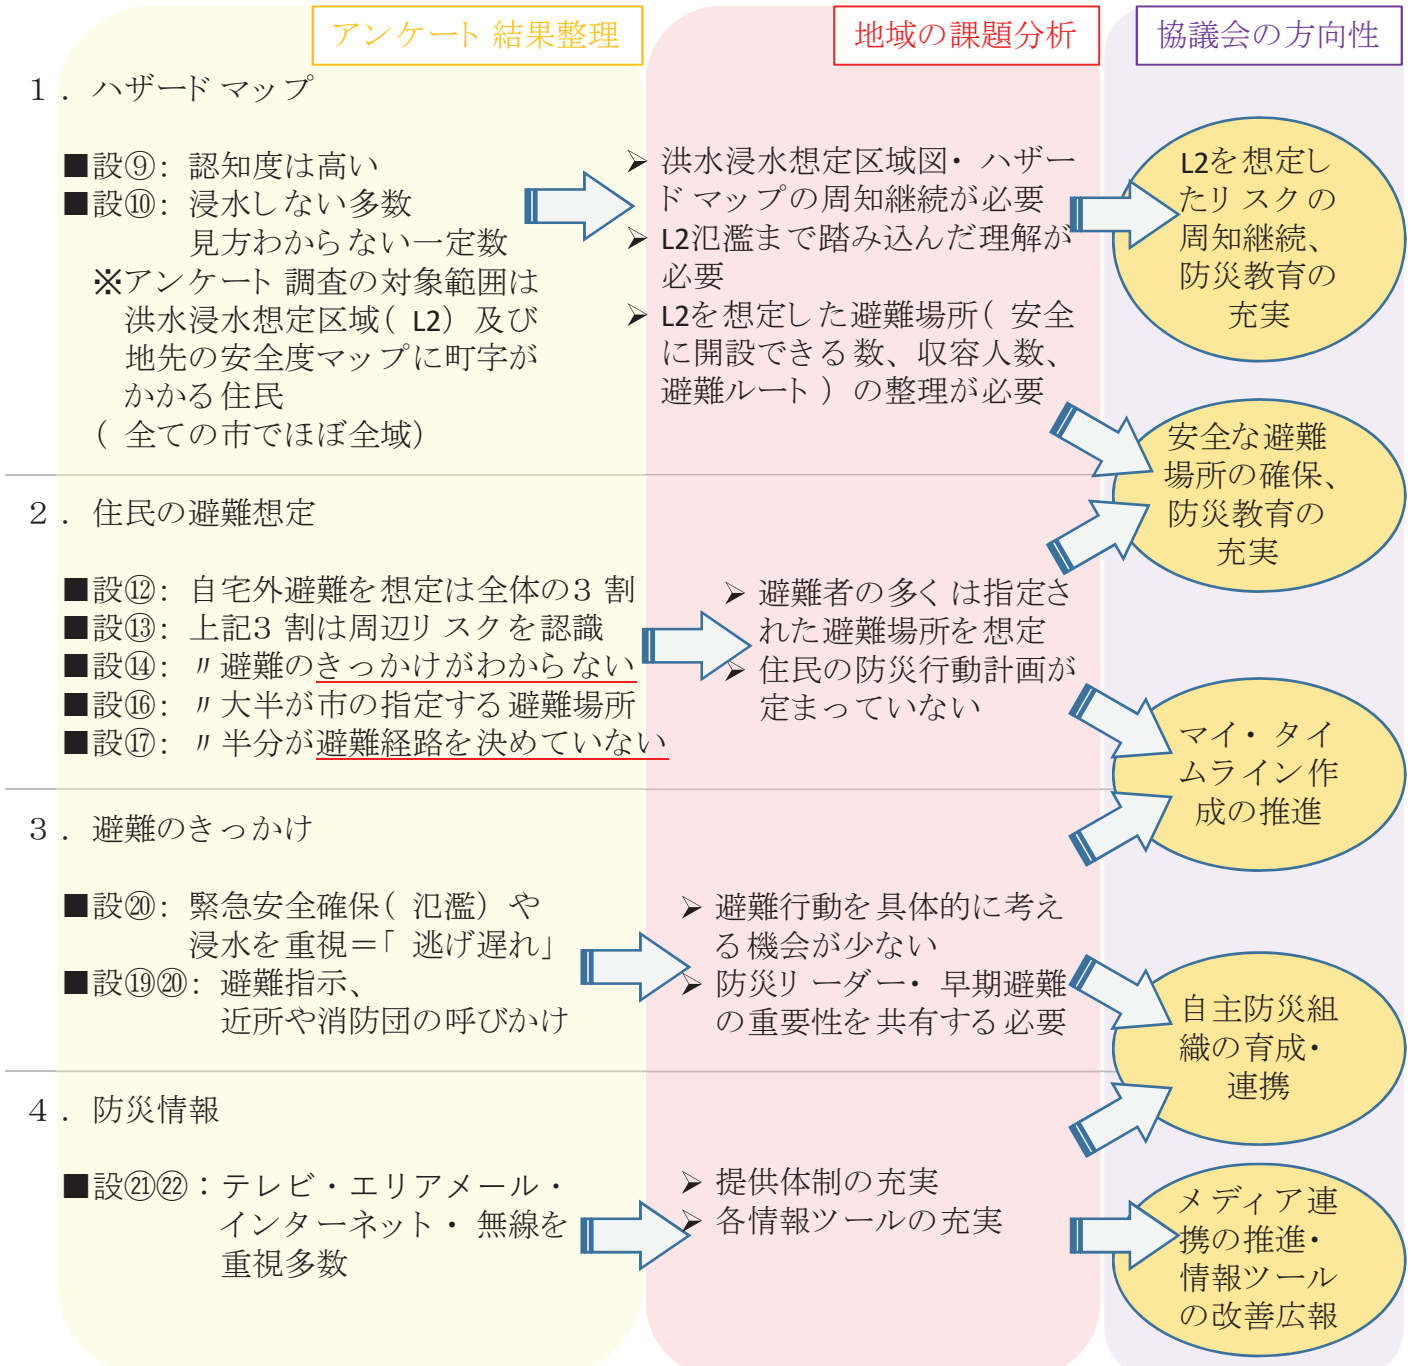 アンケート結果整理
地域の課題分析
協議会の方向性
１．ハザードマップ
■設⑨：認知度は高い
■設⑩：浸水しない多数
見方わからない一定数
※アンケート調査の対象範囲は
洪水浸水想定区域（L2）及び
地先の安全度マップに町字が
かかる住民
（全ての市でほぼ全域）
➢ 洪水浸水想定区域図・ハザー
ドマップの周知継続が必要
➢ L2氾濫まで踏み込んだ理解が
必要
➢ L2を想定した避難場所（安全
に開設できる数、収容人数、
避難ルート）の整理が必要
L2を想定し
たリスクの
周知継続、
防災教育の
充実
安全な避難
場所の確保、
防災教育の
充実
２．住民の避難想定
■設⑫：自宅外避難を想定は全体の3割
■設⑬：上記3割は周辺リスクを認識
■設⑭：〃避難のきっかけがわからない
■設⑯：〃大半が市の指定する避難場所
■設⑰：〃半分が避難経路を決めていない
➢ 避難者の多くは指定さ
れた避難場所を想定
➢ 住民の防災行動計画が
定まっていない
マイ・タイ
ムライン作
成の推進
３．避難のきっかけ
■設⑳：緊急安全確保（氾濫）や
浸水を重視＝「逃げ遅れ」
■設⑲⑳：避難指示、
近所や消防団の呼びかけ
➢ 避難行動を具体的に考え
る機会が少ない
➢ 防災リーダー・早期避難
の重要性を共有する必要
自主防災組
織の育成・
連携
４．防災情報
■設㉑㉒：テレビ・エリアメール・
インターネット・無線を
重視多数
➢ 提供体制の充実
➢ 各情報ツールの充実
メディア連
携の推進・
情報ツール
の改善広報